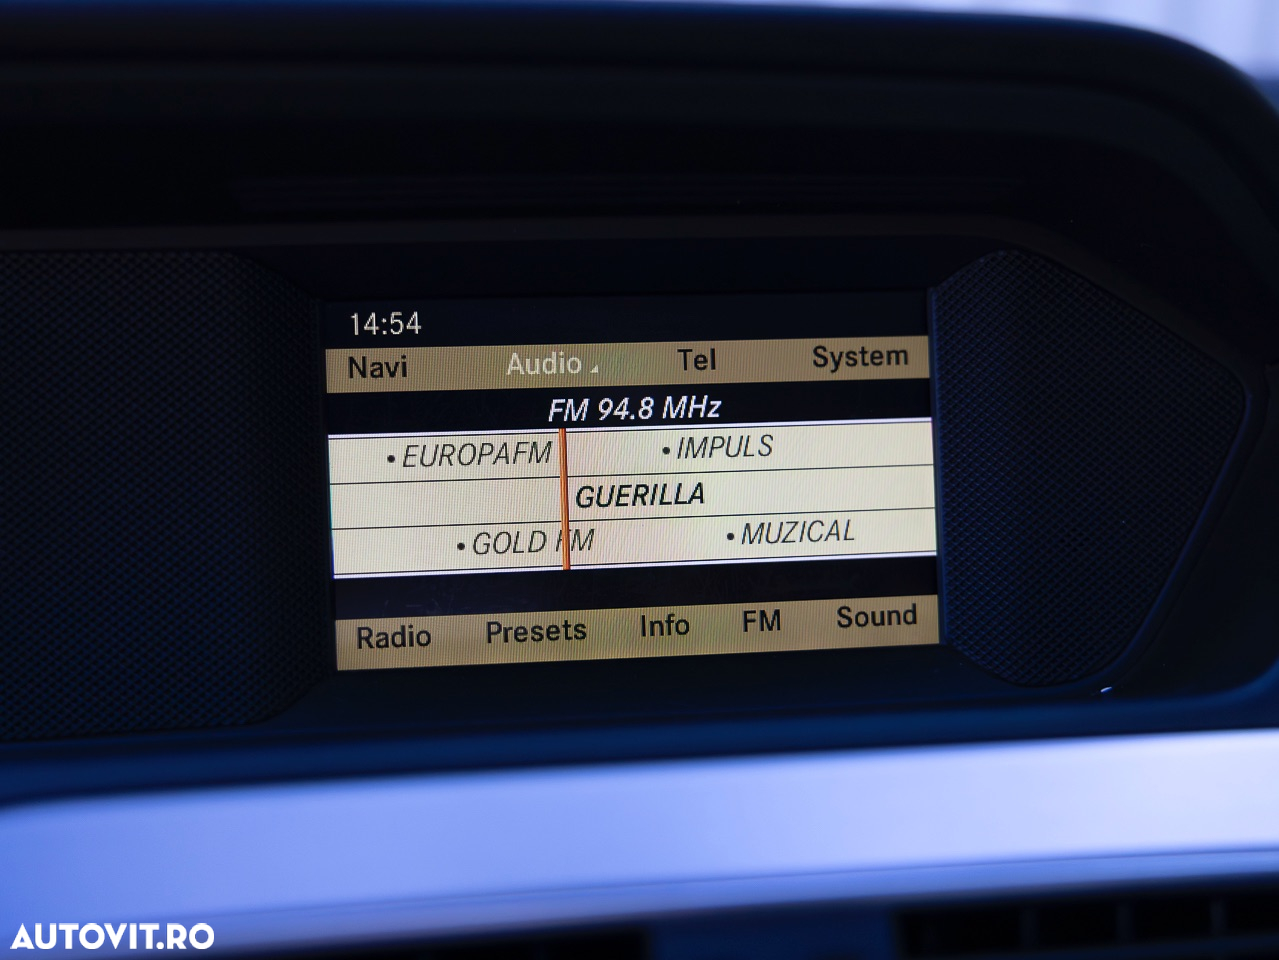 14:54
Navi Audio Tel System
FM 94.8 MHz
• EUROPAFM • IMPULS
GUERILLA
• GOLD FM • MUZICAL
Radio Presets Info FM Sound
AUTOVIT.RO